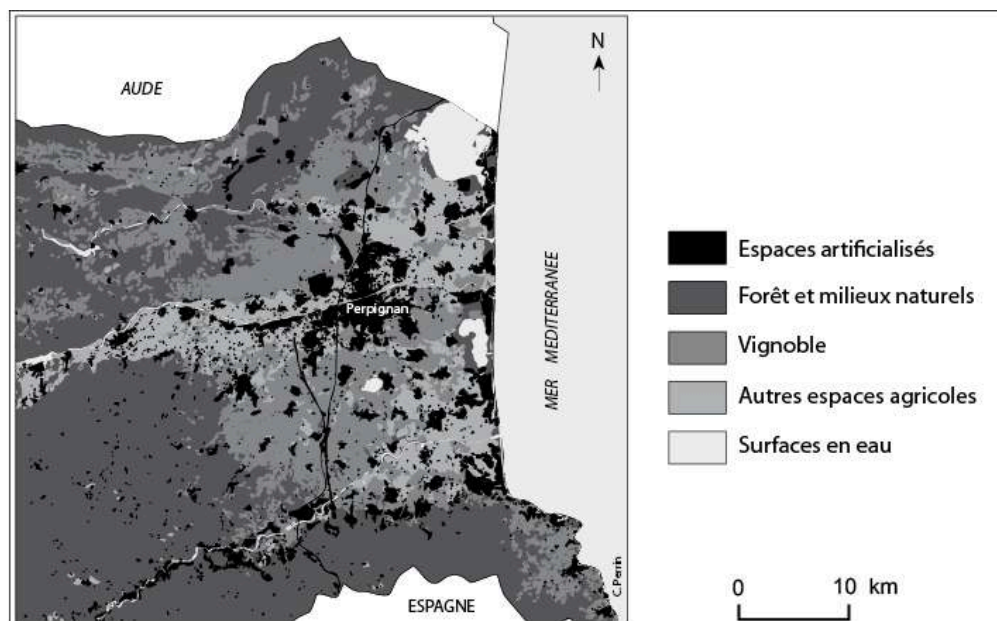 AUDE
N
MER MEDITERRANEE
Perpignan
ESPAGNE
C. Perrin
Espaces artificialisés
Forêt et milieux naturels
Vignoble
Autres espaces agricoles
Surfaces en eau
0 10 km